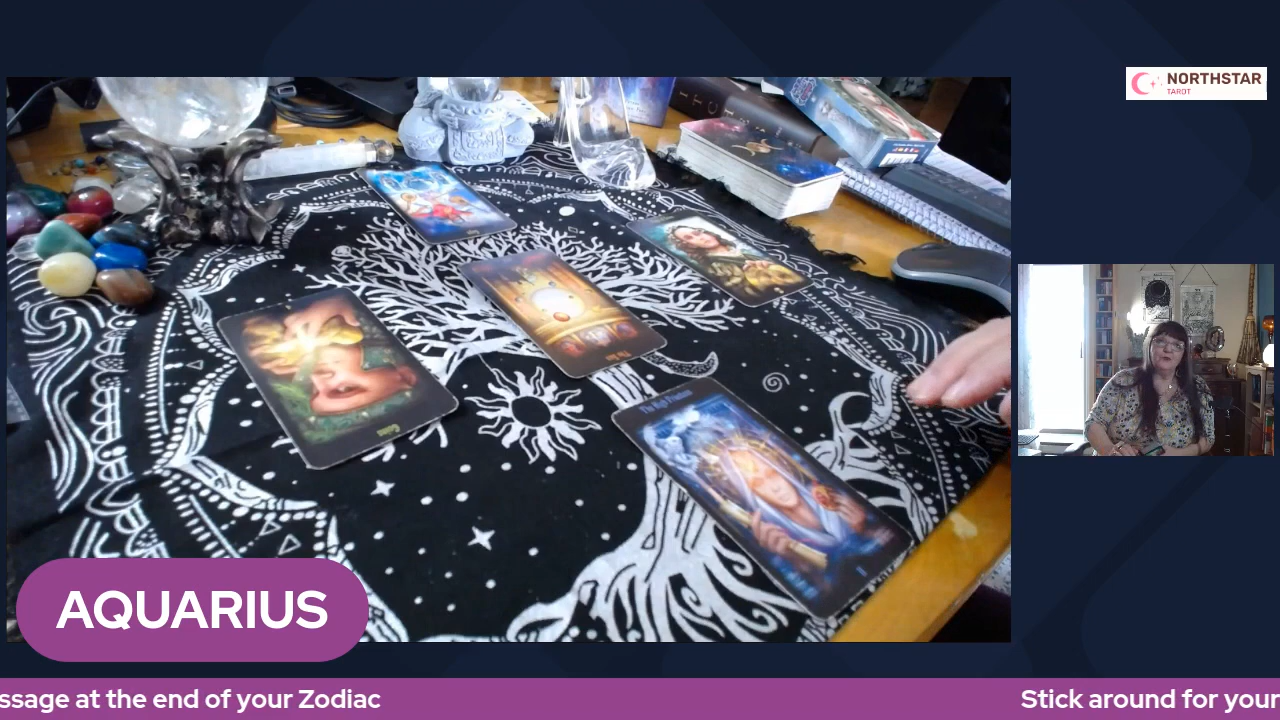 NORTHSTAR
TAROT
The High Priestess
AQUARIUS
ssage at the end of your Zodiac
Stick around for your